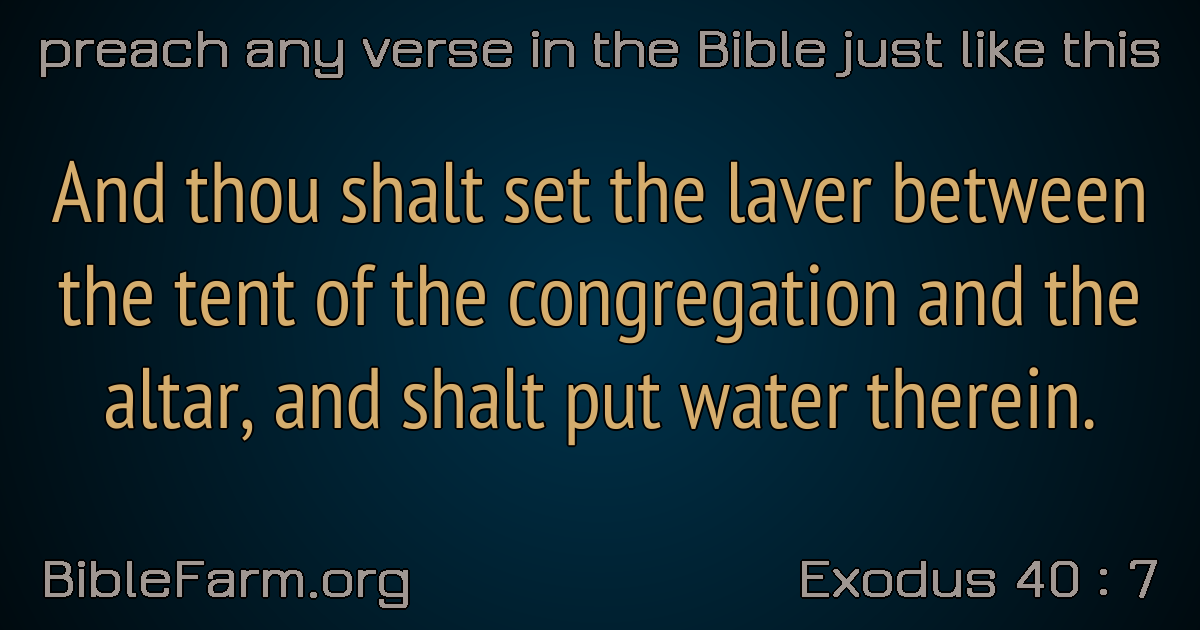 preach any verse in the Bible just like this
And thou shalt set the laver between
the tent of the congregation and the
altar, and shalt put water therein.
BibleFarm.org
Exodus 40 : 7